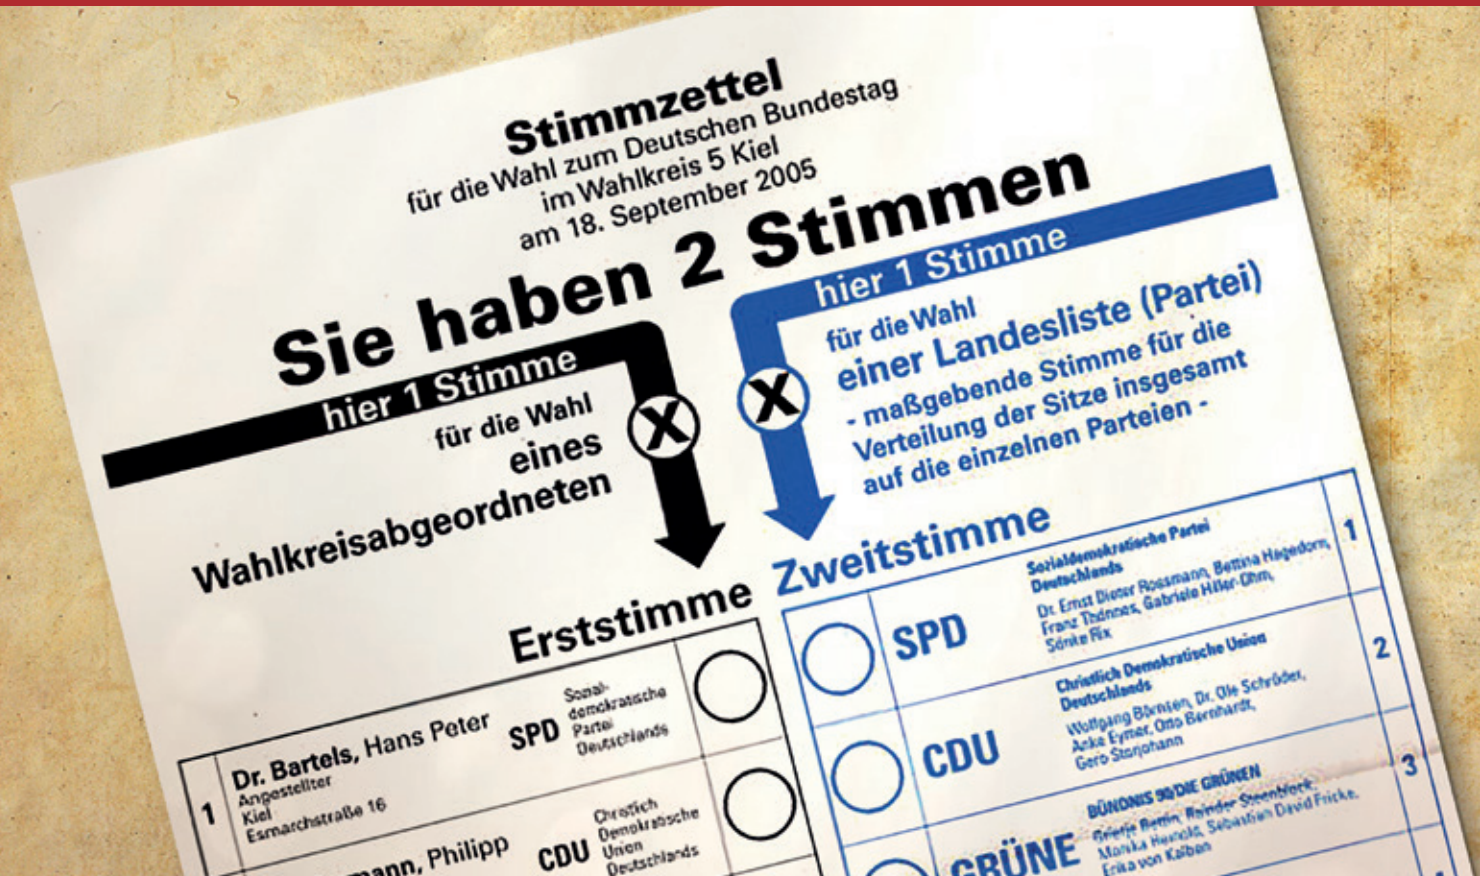 Stimmzettel
für die Wahl zum Deutschen Bundestag
im Wahlkreis 5 Kiel
am 18. September 2005
Sie haben 2 Stimmen
hier 1 Stimme
für die Wahl
eines
Wahlkreisabgeordneten
X
Erststimme
hier 1 Stimme
für die Wahl
einer Landesliste (Partei)
- maßgebende Stimme für die
Verteilung der Sitze insgesamt
auf die einzelnen Parteien -
X
Zweitstimme
1
Dr. Bartels, Hans Peter
Angestellter
Kiel
Esmarchstraße 16
SPD
Sozial-
demokratische
Partei
Deutschlands
Philipp
CDU
Christlich
Demokratische
Union
Deutschlands
SPD
Sozialdemokratische Partei
Deutschlands
Dr. Ernst Dieter Rossmann, Bettina Hagedorn,
Franz Thönnes, Gabriele Hiller-Ohm,
Sönke Rix
1
CDU
Christlich Demokratische Union
Deutschlands
Wolfgang Börnsen, Dr. Ole Schröder,
Anke Eymer, Otto Bernhardt,
Gero Storjohann
2
GRÜNE
BÜNDNIS 90/DIE GRÜNEN
Grietje Bettin, Rainder Steenblock,
Monika Heinold, Sebastian David Fricke,
Erika von Kalben
3